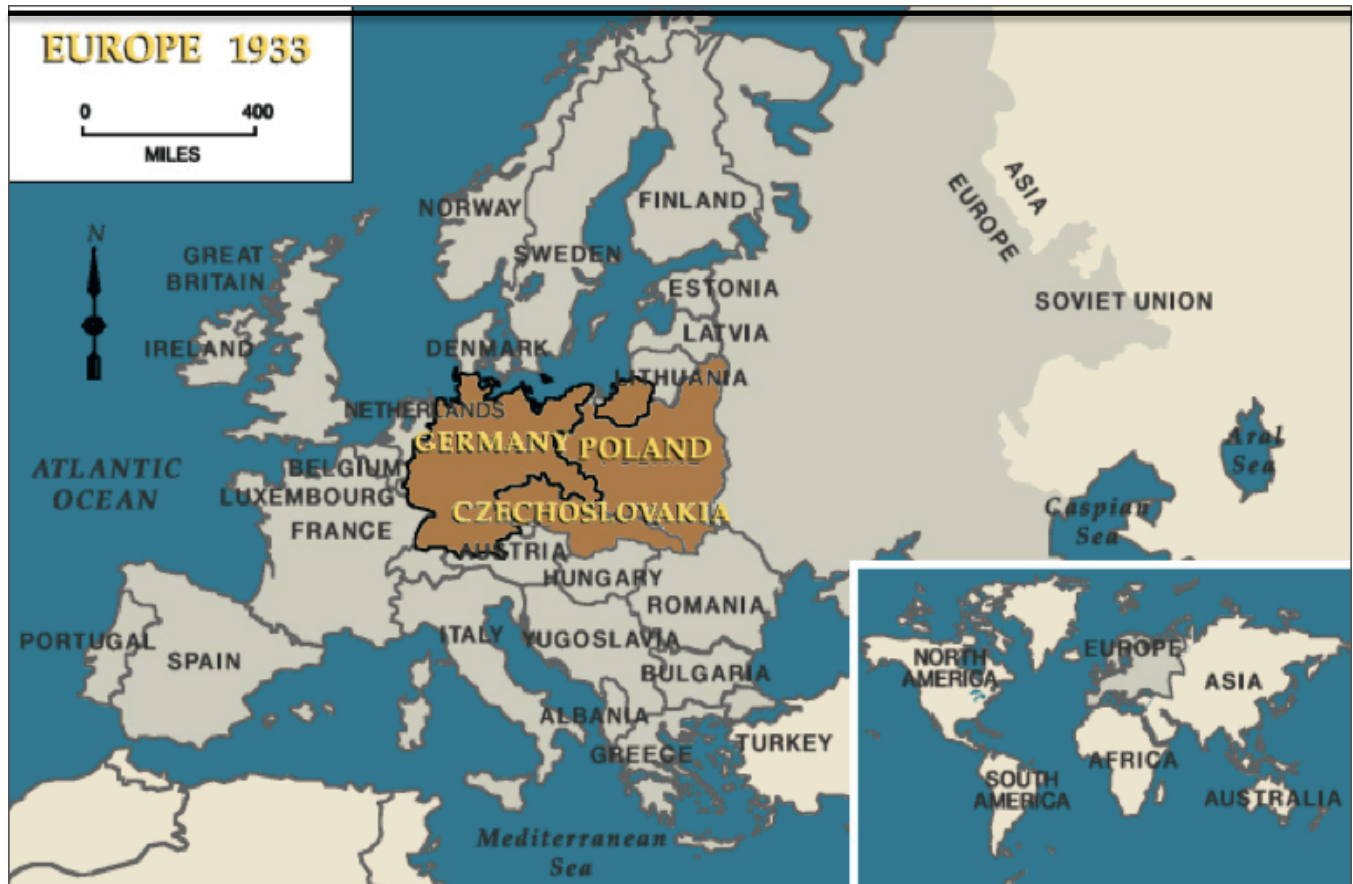 EUROPE 1933
0 400
MILES
N
NORWAY
FINLAND
SWEDEN
ASIA
EUROPE
SOVIET UNION
GREAT
BRITAIN
IRELAND
ESTONIA
LATVIA
DENMARK
LITHUANIA
NETHERLANDS
GERMANY
POLAND
ATLANTIC
OCEAN
BELGIUM
LUXEMBOURG
FRANCE
CZECHOSLOVAKIA
AUSTRIA
HUNGARY
ROMANIA
Aral
Sea
Caspian
Sea
PORTUGAL
SPAIN
ITALY
YUGOSLAVIA
BULGARIA
ALBANIA
GREECE
TURKEY
Mediterranean
Sea
NORTH
AMERICA
EUROPE
ASIA
AFRICA
SOUTH
AMERICA
AUSTRALIA